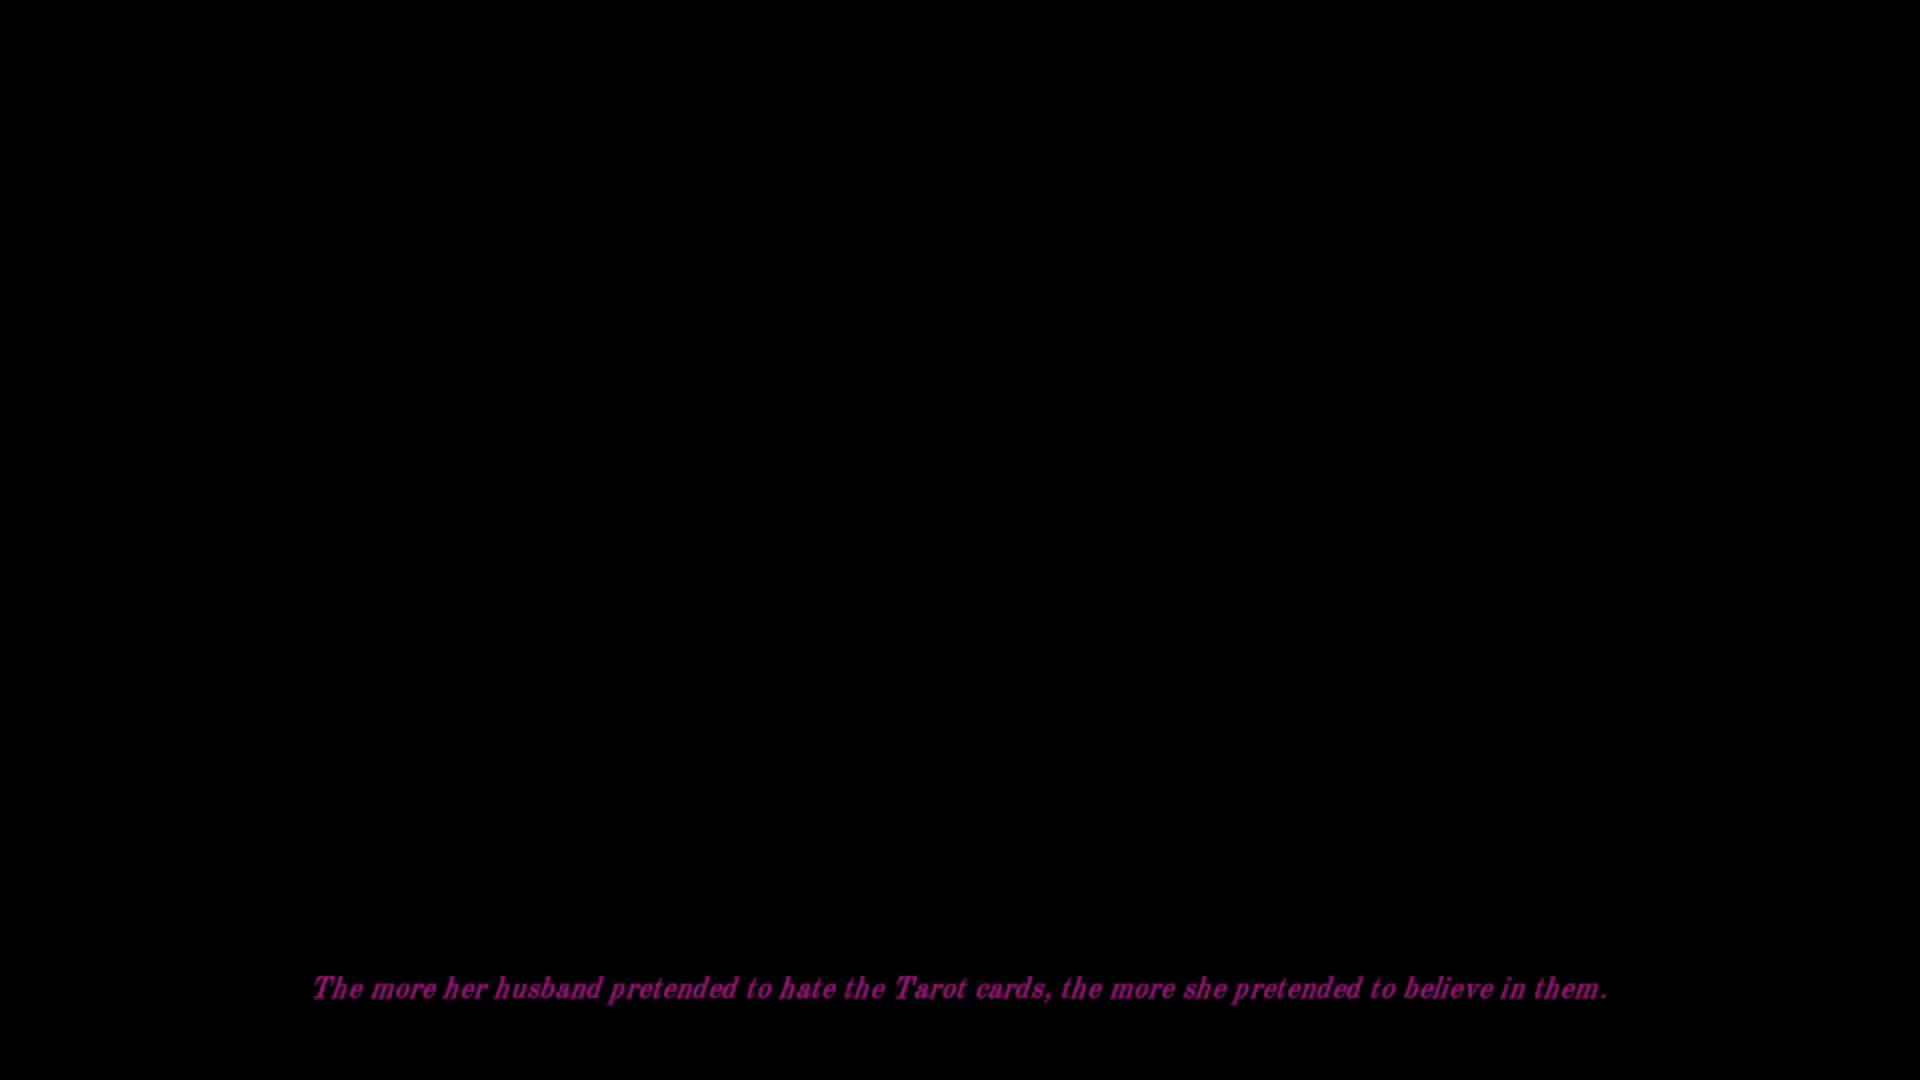 The more her husband pretended to hate the Tarot cards, the more she pretended to believe in them.